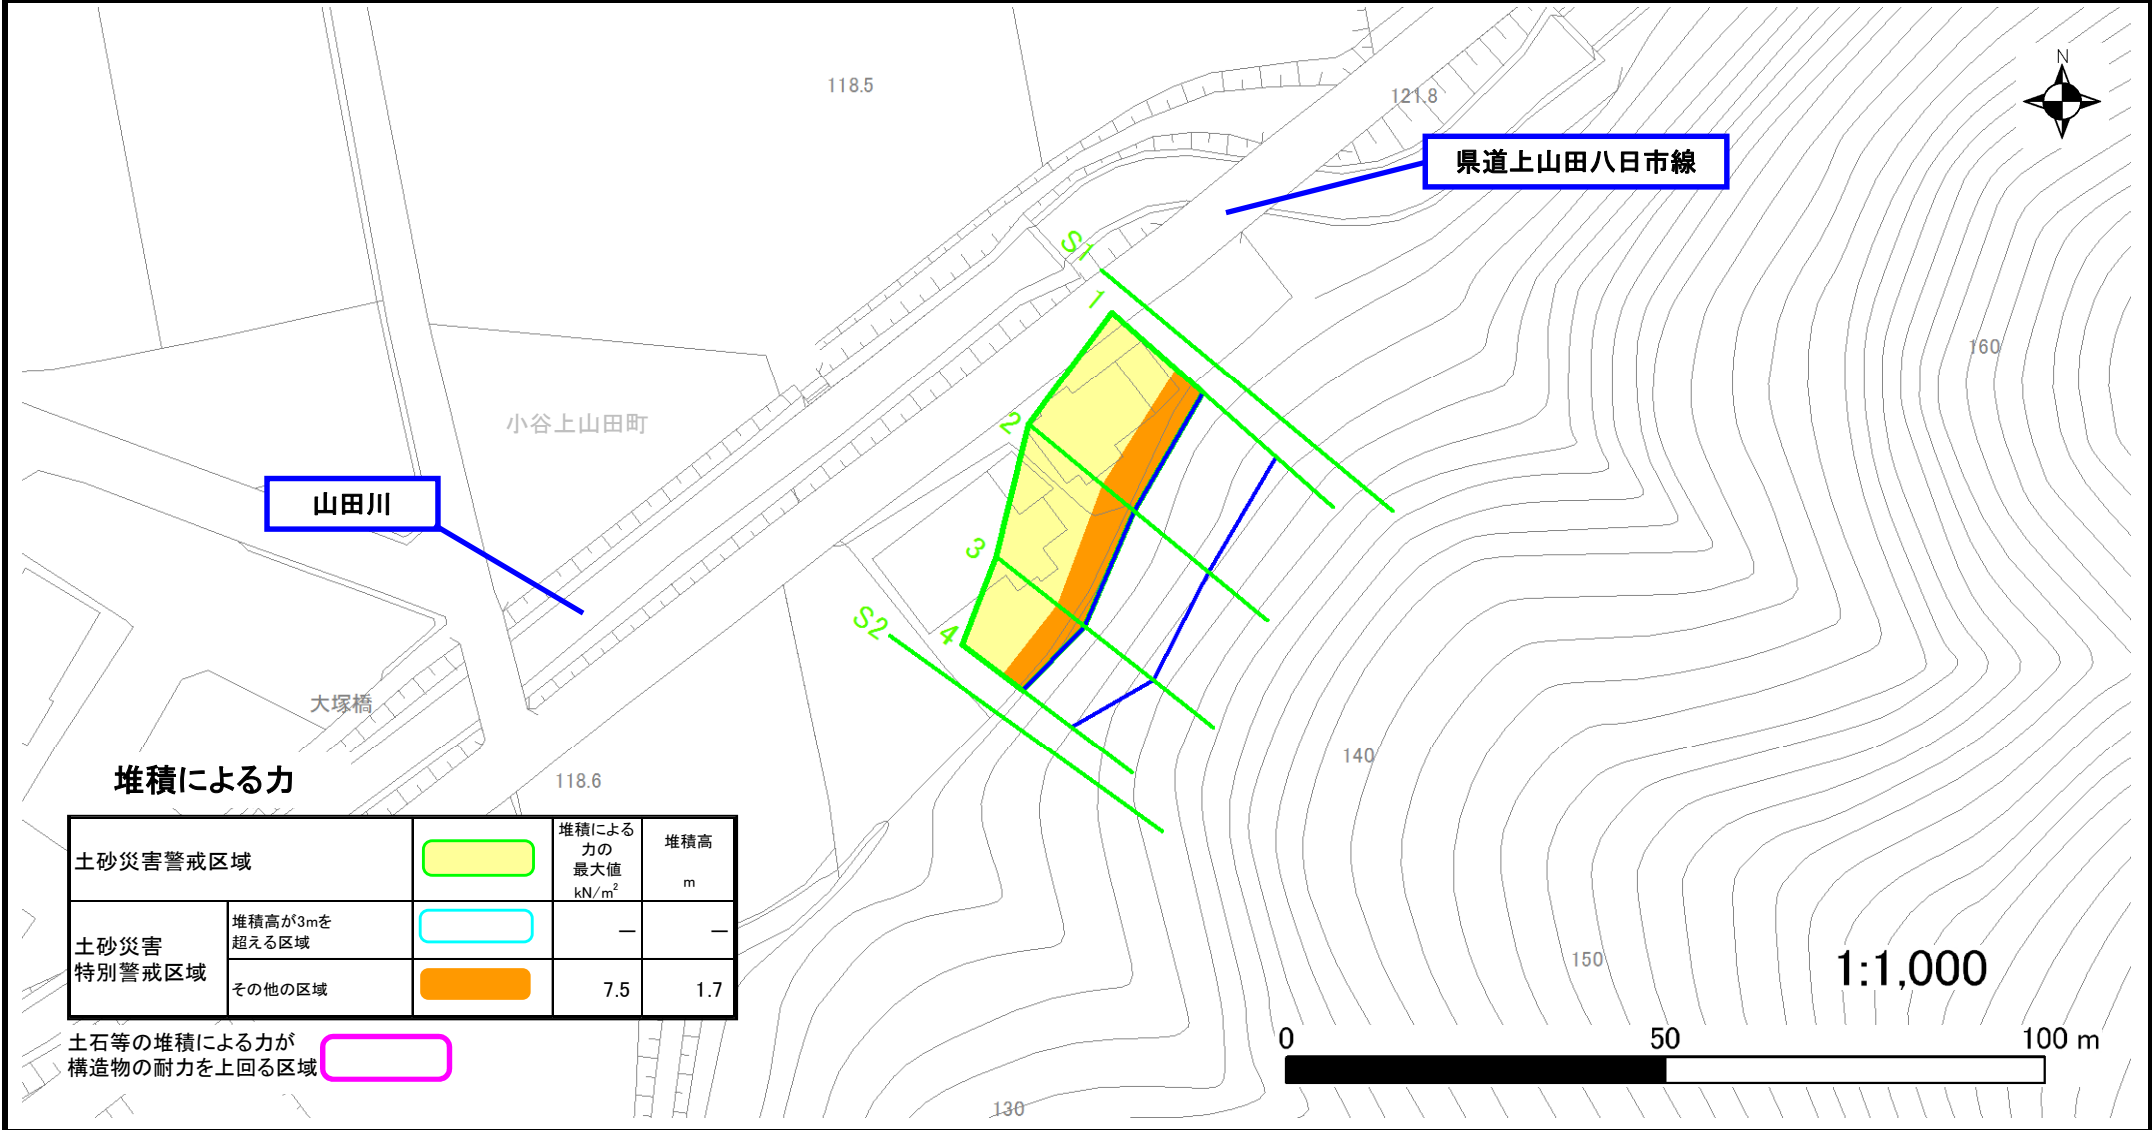 118.5
121.8
N
県道上山田八日市線
S1
1
160
小谷上山田町
2
山田川
3
S2
4
大塚橋
140
118.6
堆積による力
土砂災害警戒区域
堆積による
力の
最大値
kN/m²
堆積高
m
土砂災害
特別警戒区域
堆積高が3mを
超える区域
—
—
その他の区域
7.5
1.7
土石等の堆積による力が
構造物の耐力を上回る区域
150
1:1,000
0 50 100 m
130